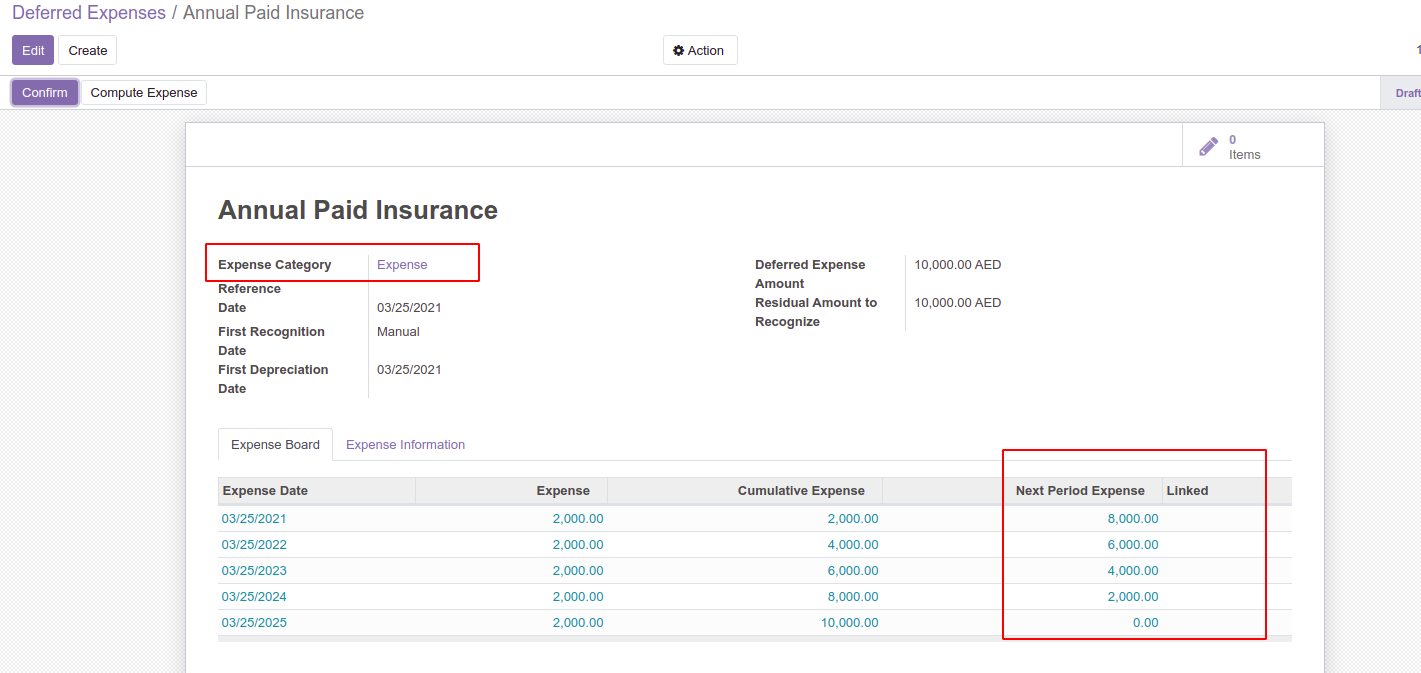 Deferred Expenses / Annual Paid Insurance
Edit Create Action 1
Confirm Compute Expense Draft
0
Items
Annual Paid Insurance
Expense Category Expense
Reference
Date 03/25/2021
First Recognition Date Manual
First Depreciation Date 03/25/2021
Deferred Expense Amount 10,000.00 AED
Residual Amount to Recognize 10,000.00 AED
Expense Board Expense Information
Expense Date Expense Cumulative Expense Next Period Expense Linked
03/25/2021 2,000.00 2,000.00 8,000.00
03/25/2022 2,000.00 4,000.00 6,000.00
03/25/2023 2,000.00 6,000.00 4,000.00
03/25/2024 2,000.00 8,000.00 2,000.00
03/25/2025 2,000.00 10,000.00 0.00